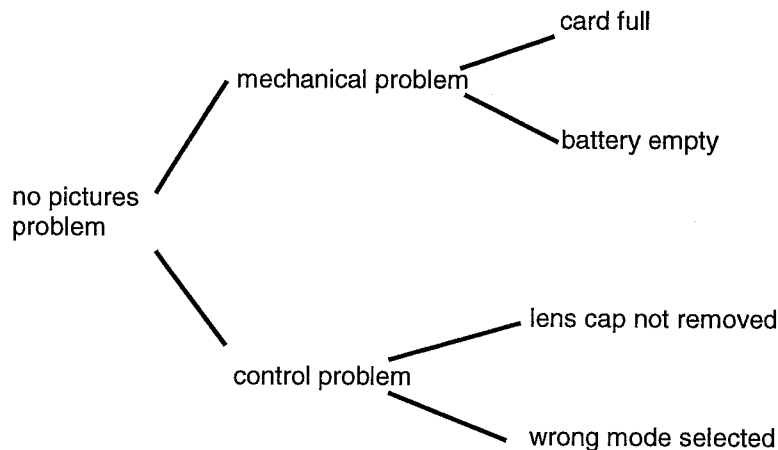 card full
mechanical problem
battery empty
no pictures
problem
lens cap not removed
control problem
wrong mode selected